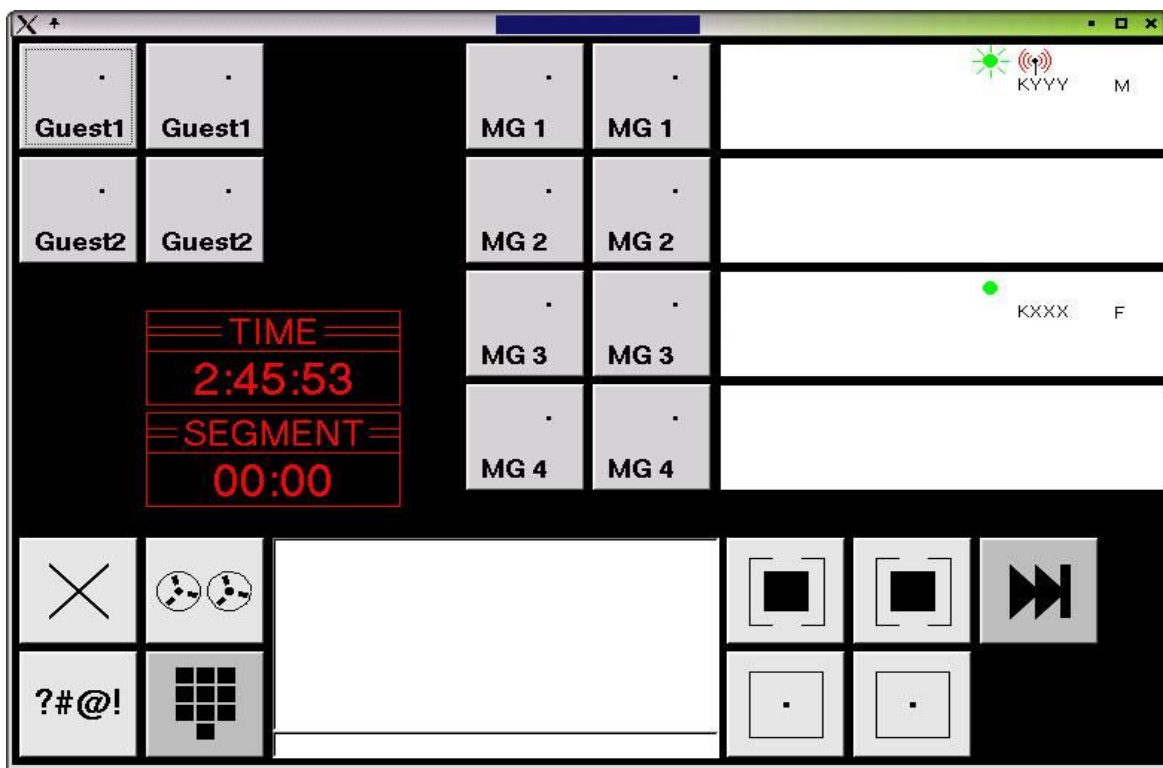 Guest1 Guest1 MG 1 MG 1 KYYY M
Guest2 Guest2 MG 2 MG 2
MG 3 MG 3 KXXX F
TIME
2:45:53
SEGMENT
00:00
MG 4 MG 4
?#@!